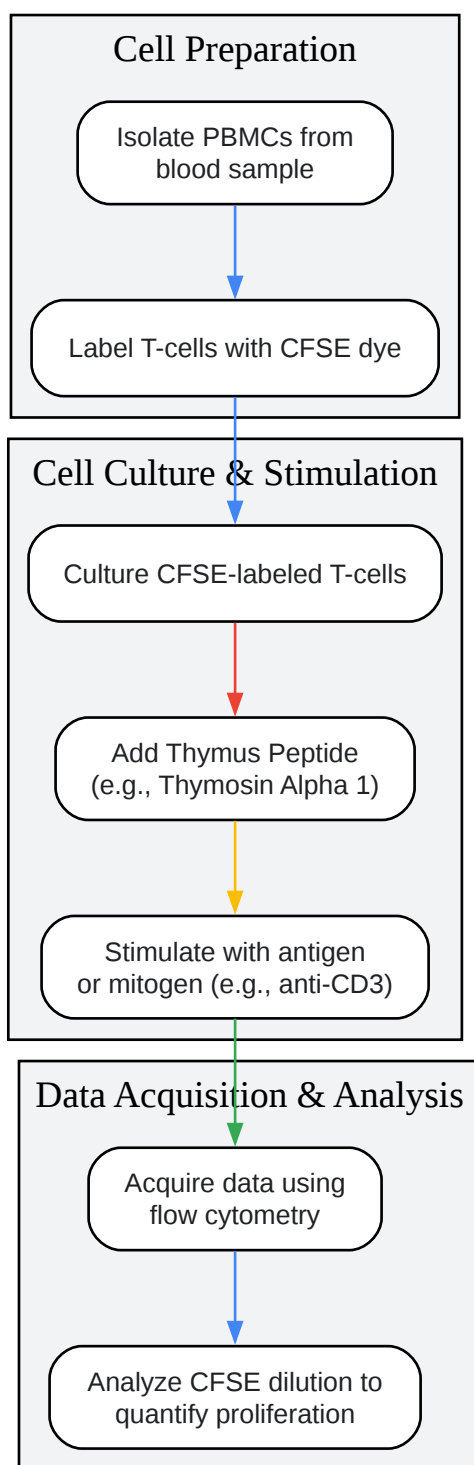 Cell Preparation
Isolate PBMCs from
blood sample
Label T-cells with CFSE dye
Cell Culture & Stimulation
Culture CFSE-labeled T-cells
Add Thymus Peptide
(e.g., Thymosin Alpha 1)
Stimulate with antigen
or mitogen (e.g., anti-CD3)
Data Acquisition & Analysis
Acquire data using
flow cytometry
Analyze CFSE dilution to
quantify proliferation